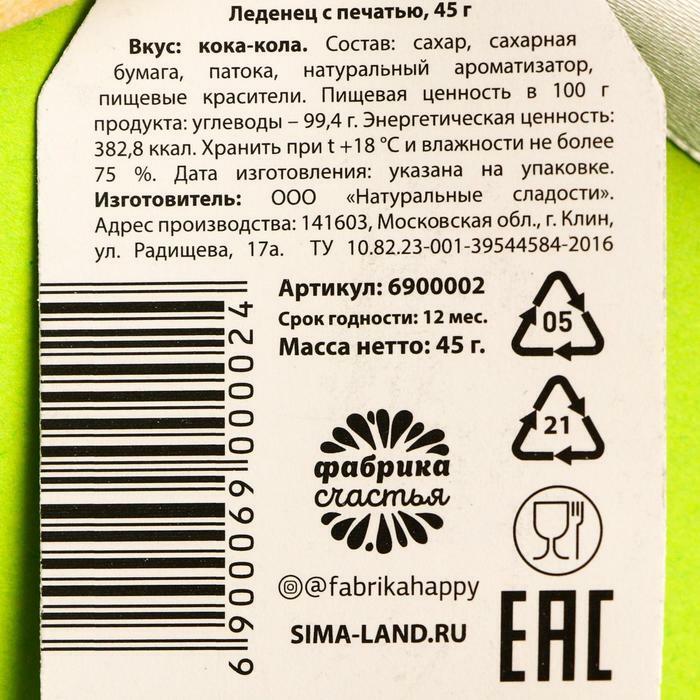 Леденец с печатью, 45 г
Вкус: кока-кола. Состав: сахар, сахарная
бумага, патока, натуральный ароматизатор,
пищевые красители. Пищевая ценность в 100 г
продукта: углеводы – 99,4 г. Энергетическая ценность:
382,8 ккал. Хранить при t +18 °С и влажности не более
75 %. Дата изготовления: указана на упаковке.
Изготовитель: ООО «Натуральные сладости».
Адрес производства: 141603, Московская обл., г. Клин,
ул. Радищева, 17а. ТУ 10.82.23-001-39544584-2016
Артикул: 6900002
Срок годности: 12 мес.
Масса нетто: 45 г.
05
21
6900069000024
фабрика
счастья
@fabrikahappy
SIMA-LAND.RU
EAC